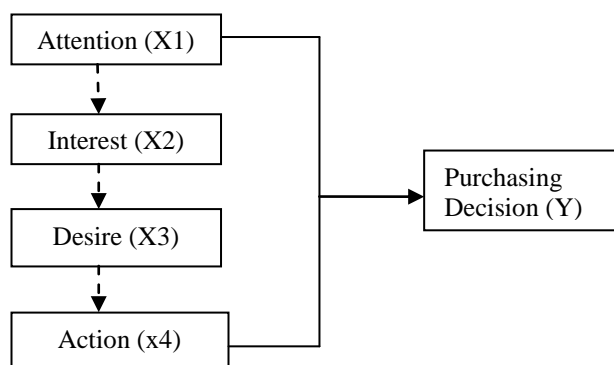 Attention (X1)
Interest (X2)
Desire (X3)
Action (x4)
Purchasing
Decision (Y)